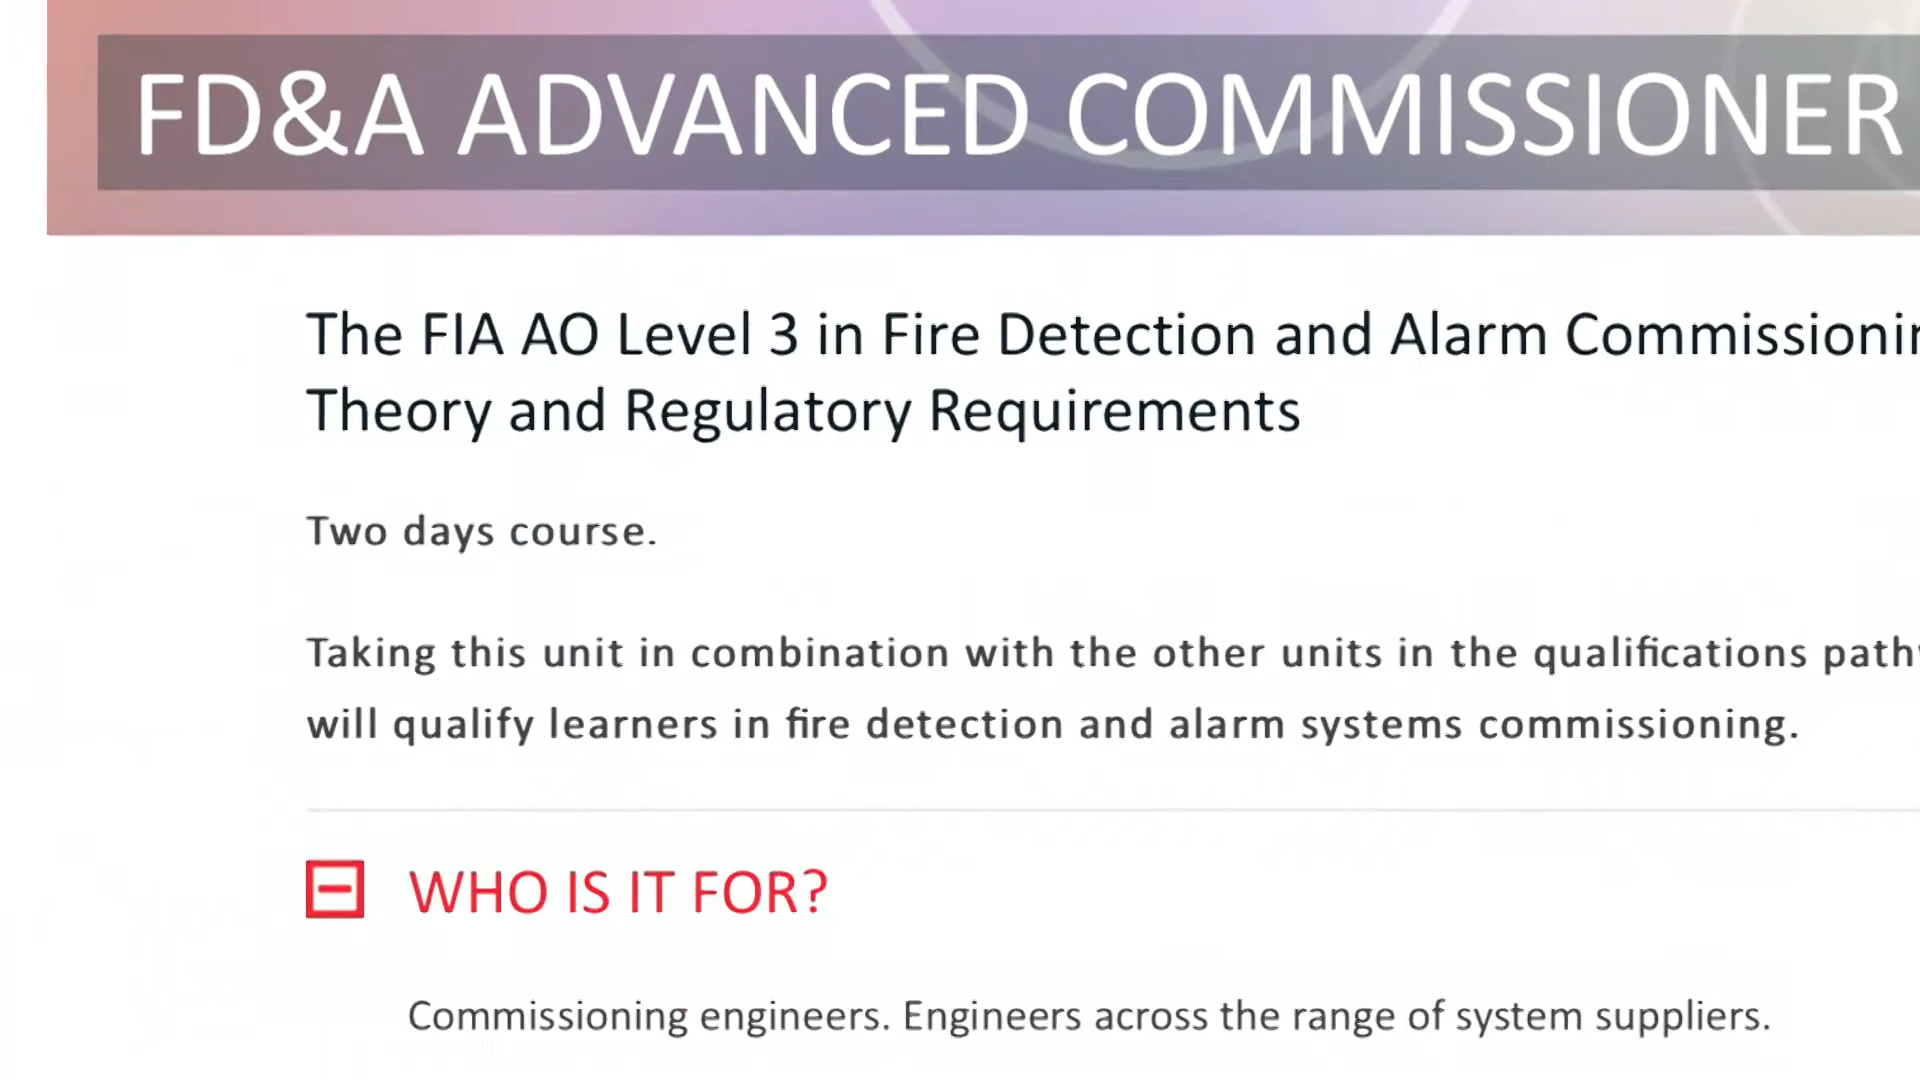 FD&A ADVANCED COMMISSIONER
The FIA AO Level 3 in Fire Detection and Alarm
Theory and Regulatory Requirements
Two days course.
Taking this unit in combination with the other units in the qualifications
will qualify learners in fire detection and alarm systems commissioning.
WHO IS IT FOR?
Commissioning engineers. Engineers across the range of system suppliers.